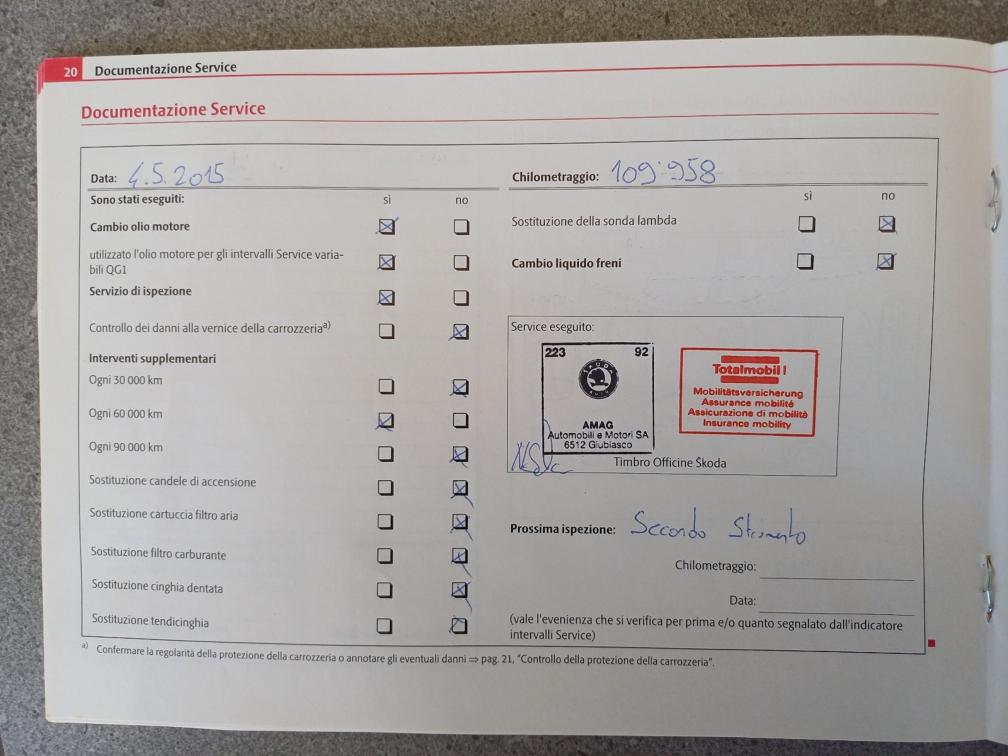 20 Documentazione Service
Documentazione Service
Data: 4.5.2015
Sono stati eseguiti: sì no
Cambio olio motore
utilizzato l'olio motore per gli intervalli Service varia-
bili QG1
Servizio di ispezione
Controllo dei danni alla vernice della carrozzeriaᵃ⁾
Interventi supplementari
Ogni 30 000 km
Ogni 60 000 km
Ogni 90 000 km
Sostituzione candele di accensione
Sostituzione cartuccia filtro aria
Sostituzione filtro carburante
Sostituzione cinghia dentata
Sostituzione tendicinghia
Chilometraggio: 109'958
sì no
Sostituzione della sonda lambda
Cambio liquido freni
Service eseguito:
223 92
SKODA
AUTO
AMAG
Automobili e Motori SA
6512 Giubiasco
Totalmobil !
Mobilitätsversicherung
Assurance mobilité
Assicurazione di mobilità
Insurance mobility
Timbro Officine Škoda
Prossima ispezione: Secondo Strumento
Chilometraggio:
Data:
(vale l'evenienza che si verifica per prima e/o quanto segnalato dall'indicatore
intervalli Service)
ᵃ⁾ Confermare la regolarità della protezione della carrozzeria o annotare gli eventuali danni ⇒ pag. 21, "Controllo della protezione della carrozzeria".